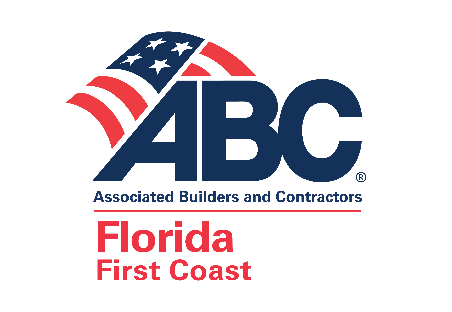 ABC®
Associated Builders and Contractors
Florida
First Coast